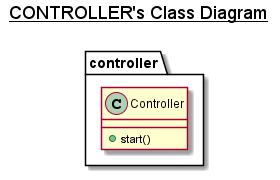 CONTROLLER's Class Diagram
controller
C Controller
start()